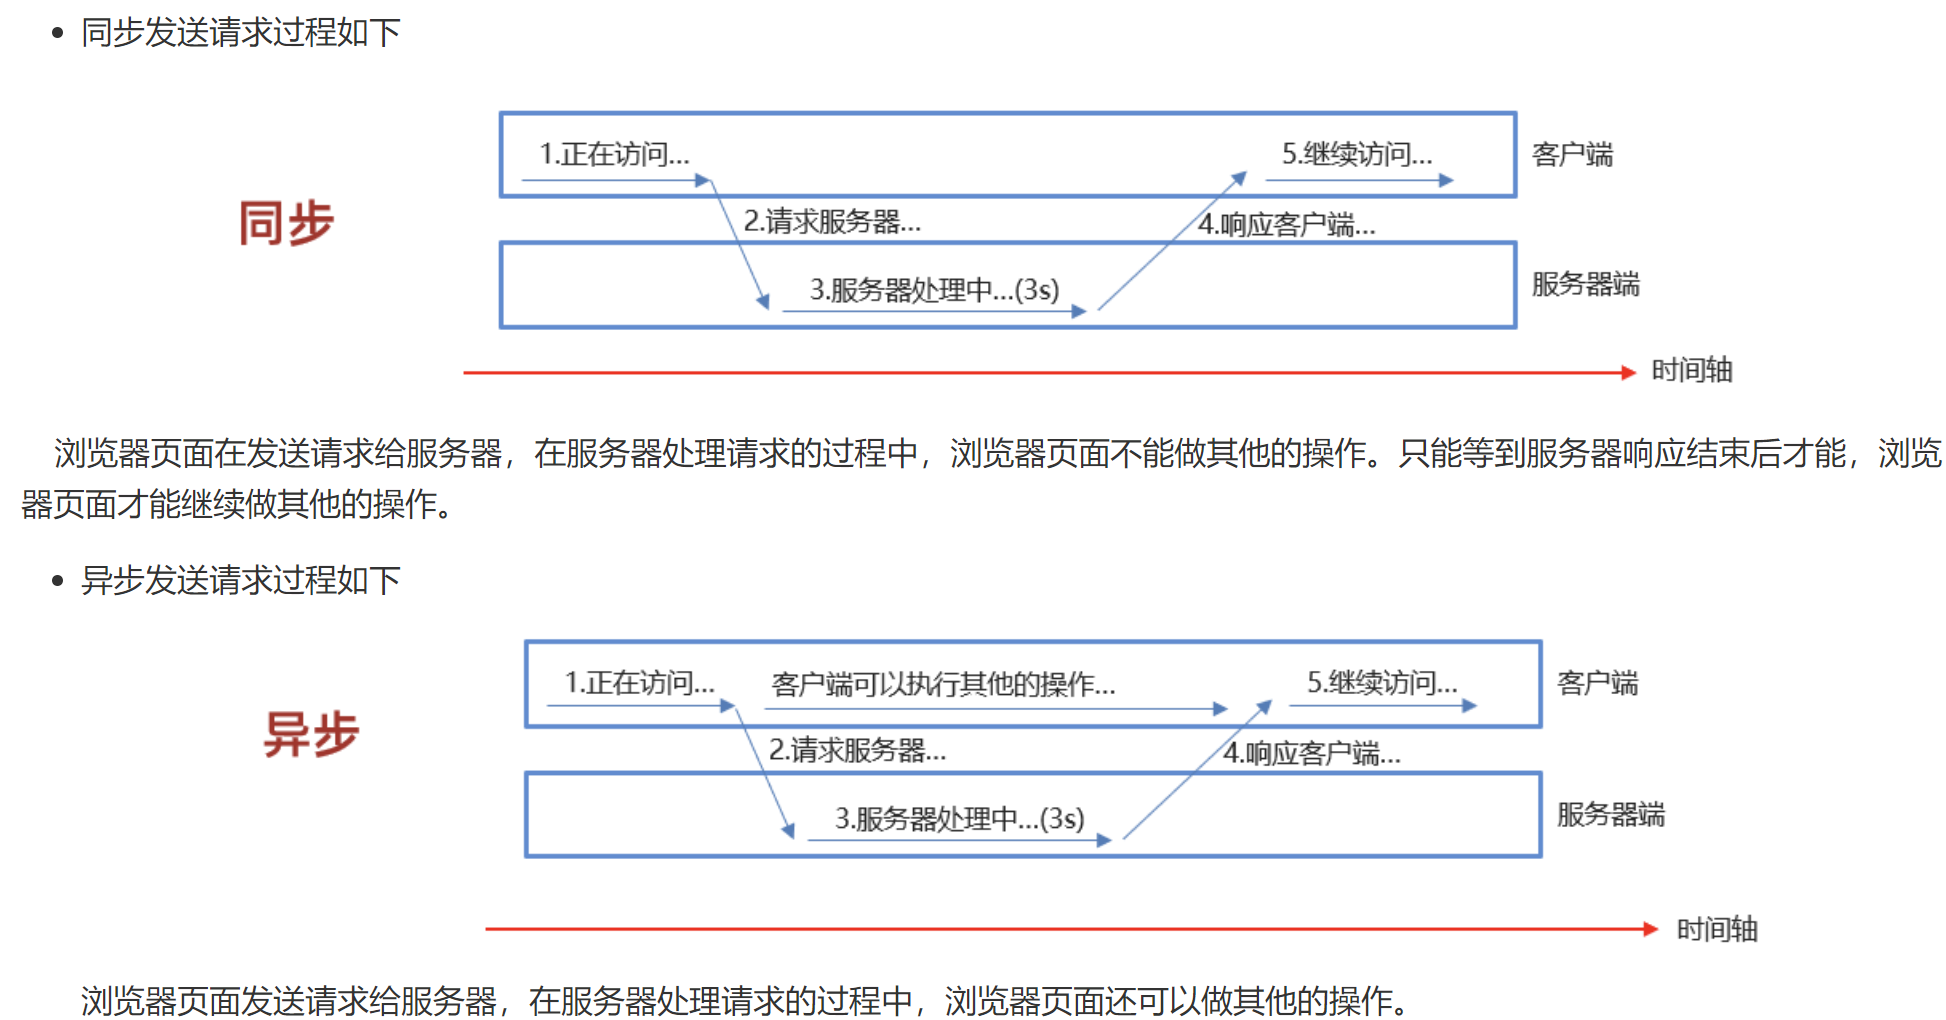 同步发送请求过程如下
1.正在访问...
5.继续访问...
客户端
同步
2.请求服务器...
4.响应客户端...
3.服务器处理中...(3s)
服务器端
时间轴
浏览器页面在发送请求给服务器，在服务器处理请求的过程中，浏览器页面不能做其他的操作。只能等到服务器响应结束后才能，浏览
器页面才能继续做其他的操作。
异步发送请求过程如下
1.正在访问...
客户端可以执行其他的操作...
5.继续访问...
客户端
异步
2.请求服务器...
4.响应客户端...
3.服务器处理中...(3s)
服务器端
时间轴
浏览器页面发送请求给服务器，在服务器处理请求的过程中，浏览器页面还可以做其他的操作。